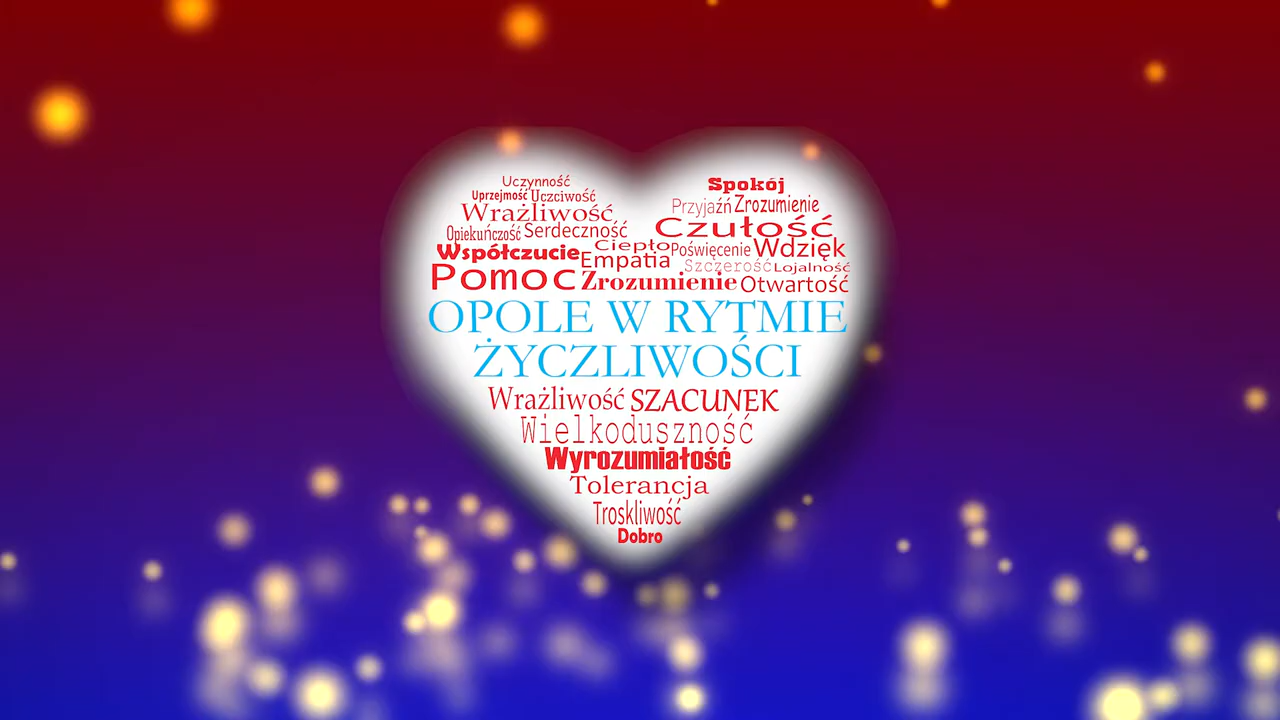 Uczynność
Uprzejmość Uczciwość
Wrażliwość
Opiekuńczość Serdeczność
Współczucie Ciepło
Empatia
Pomoc Zrozumienie
Spokój
Przyjaźń Zrozumienie
Czułość
Poświęcenie Wdzięk
Szczerość Lojalność
Otwartość
OPOLE W RYTMIE
ŻYCZLIWOŚCI
Wrażliwość SZACUNEK
Wielkoduszność
Wyrozumiałość
Tolerancja
Troskliwość
Dobro